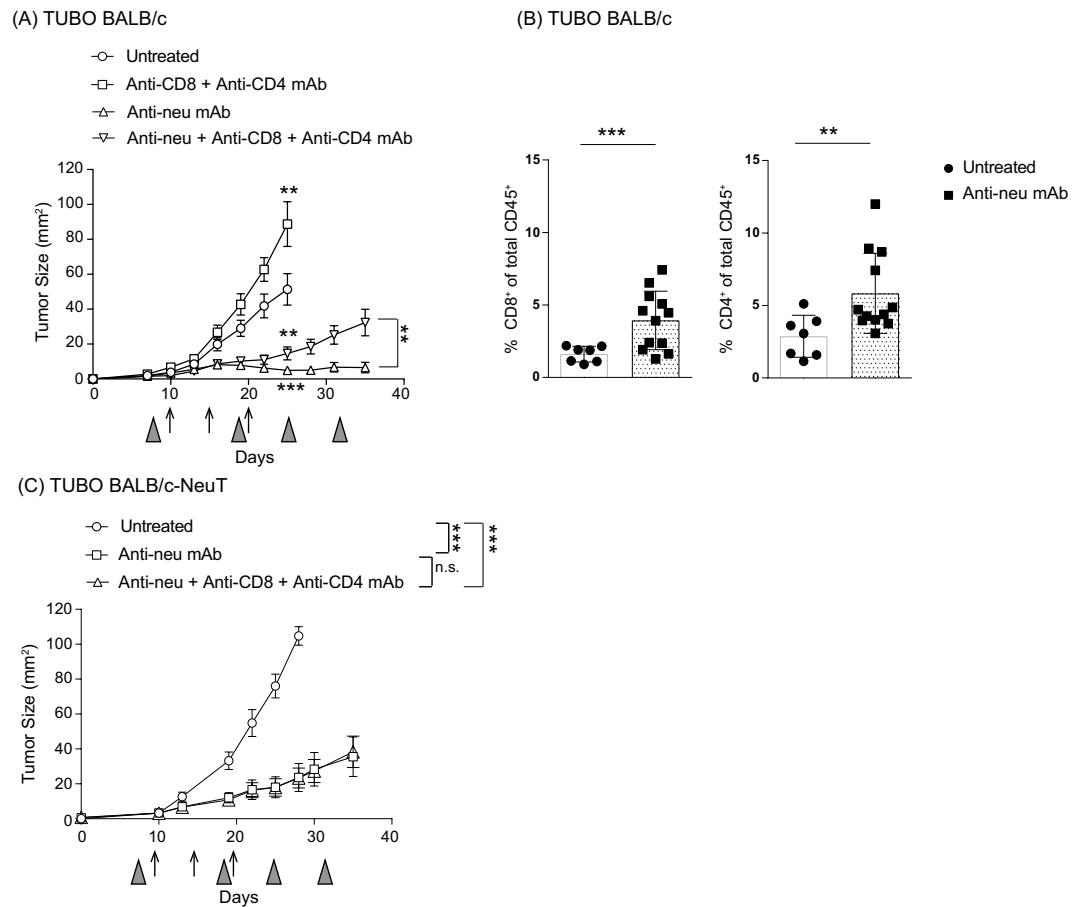 (A) TUBO BALB/c
Untreated
Anti-CD8 + Anti-CD4 mAb
Anti-neu mAb
Anti-neu + Anti-CD8 + Anti-CD4 mAb
120
100
80
60
40
20
0
Tumor Size (mm²)
**
**
***
**
0
10
20
30
40
Days
(B) TUBO BALB/c
***
15
10
5
0
% CD8⁺ of total CD45⁺
**
15
10
5
0
% CD4⁺ of total CD45⁺
Untreated
Anti-neu mAb
(C) TUBO BALB/c-NeuT
Untreated
Anti-neu mAb
Anti-neu + Anti-CD8 + Anti-CD4 mAb
***
n.s.
***
120
100
80
60
40
20
0
Tumor Size (mm²)
0
10
20
30
40
Days